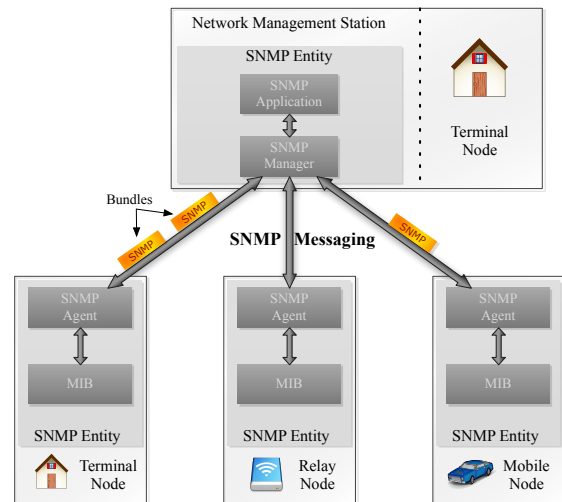 Network Management Station
SNMP Entity
SNMP
Application
SNMP
Manager
Terminal
Node
Bundles
SNMP
SNMP
SNMP
SNMP Messaging
SNMP
Agent
MIB
SNMP Entity
Terminal
Node
SNMP
Agent
MIB
SNMP Entity
Relay
Node
SNMP
Agent
MIB
SNMP Entity
Mobile
Node